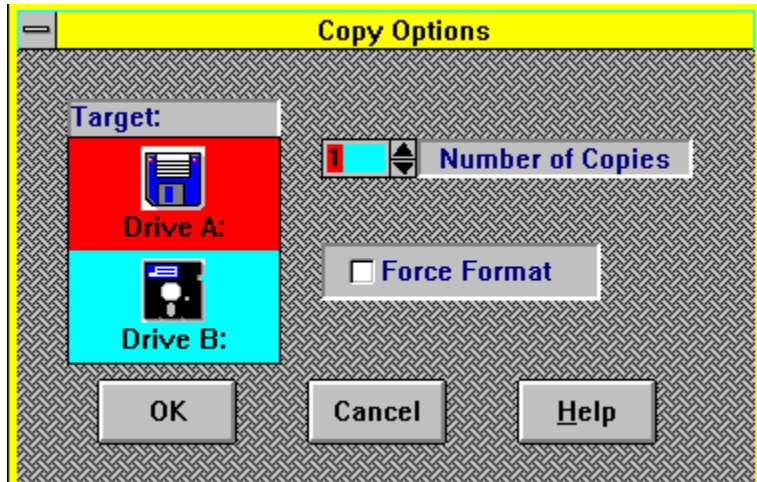 Copy Options
Target:
Drive A:
Drive B:
1 Number of Copies
Force Format
OK Cancel Help